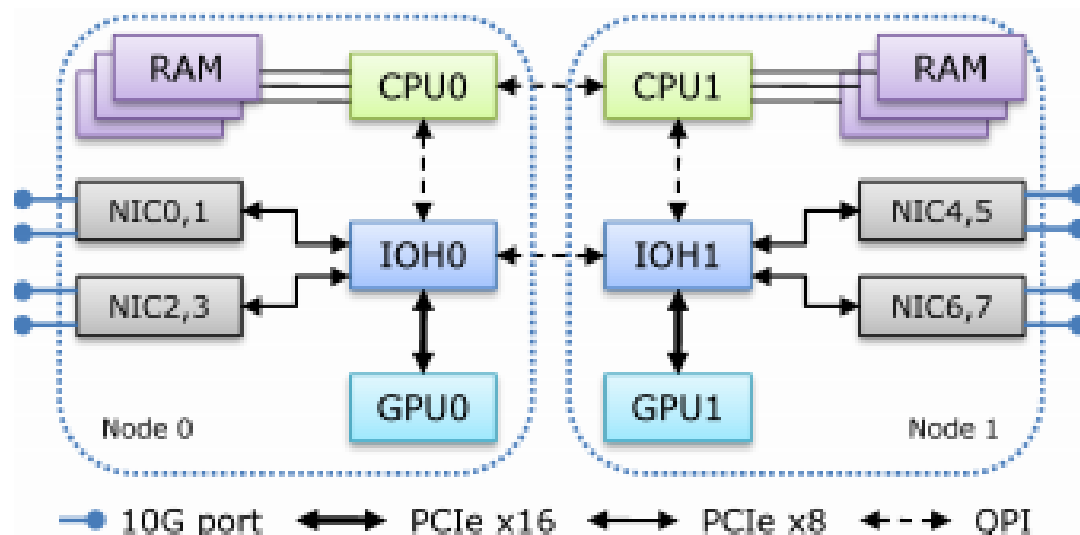 RAM CPU0 CPU1 RAM
NIC0,1 NIC4,5
IOH0 IOH1
NIC2,3 NIC6,7
GPU0 GPU1
Node 0 Node 1
10G port PCIe x16 PCIe x8 QPI